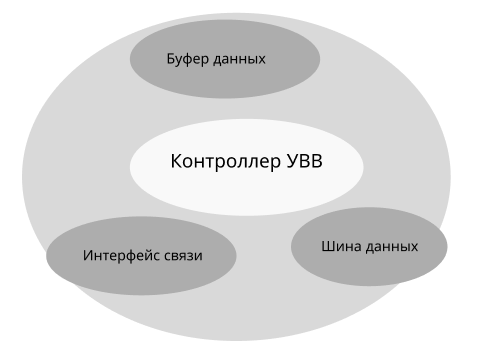 Буфер данных
Контроллер УВВ
Интерфейс связи
Шина данных